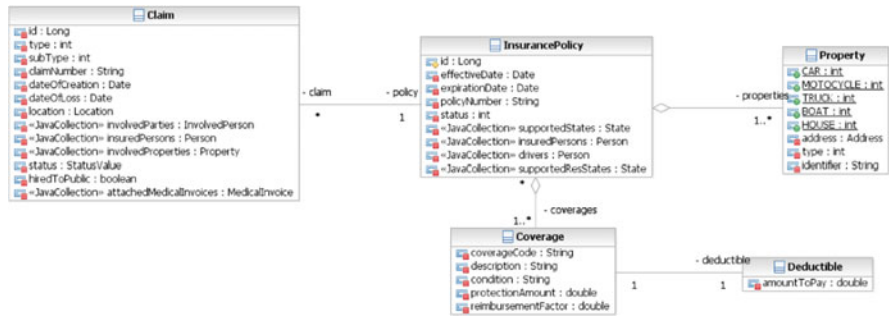 Claim
id : Long
type : int
subType : int
claimNumber : String
dateOfCreation : Date
dateOfLoss : Date
location : Location
«JavaCollection» involvedParties : InvolvedPerson
«JavaCollection» insuredPersons : Person
«JavaCollection» involvedProperties : Property
status : StatusValue
hiredToPublic : boolean
«JavaCollection» attachedMedicalInvoices : MedicalInvoice
- claim
*
- policy
1
InsurancePolicy
id : Long
effectiveDate : Date
expirationDate : Date
policyNumber : String
status : int
«JavaCollection» supportedStates : State
«JavaCollection» insuredPersons : Person
«JavaCollection» drivers : Person
«JavaCollection» supportedResStates : State
- properties
1..*
Property
CAR : int
MOTOCYCLE : int
TRUCK : int
BOAT : int
HOUSE : int
address : Address
type : int
identifier : String
*
- coverages
1..*
Coverage
coverageCode : String
description : String
condition : String
protectionAmount : double
reimbursementFactor : double
- deductible
1
1
Deductible
amountToPay : double